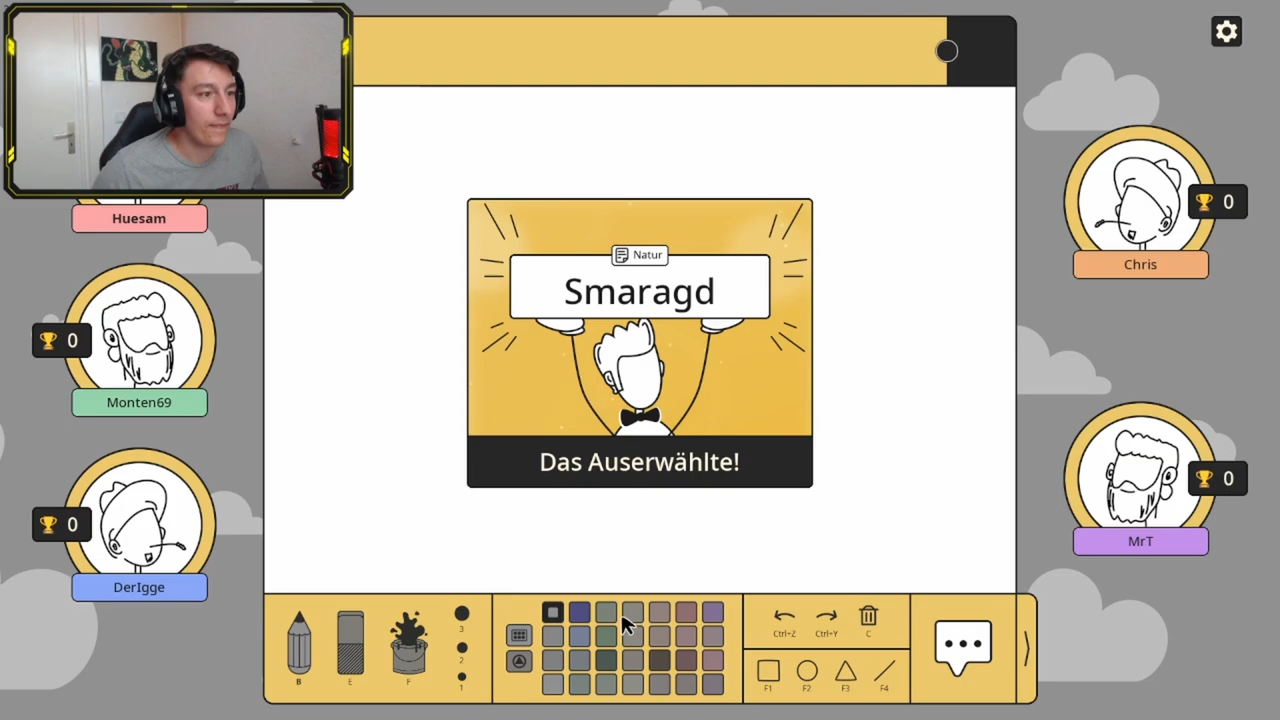 Natur
Smaragd
Das Auserwählte!
Huesam
0
Monten69
0
DerIgge
0
Chris
0
MrT
B
E
F
3
2
1
Ctrl+Z
Ctrl+Y
C
F1
F2
F3
F4